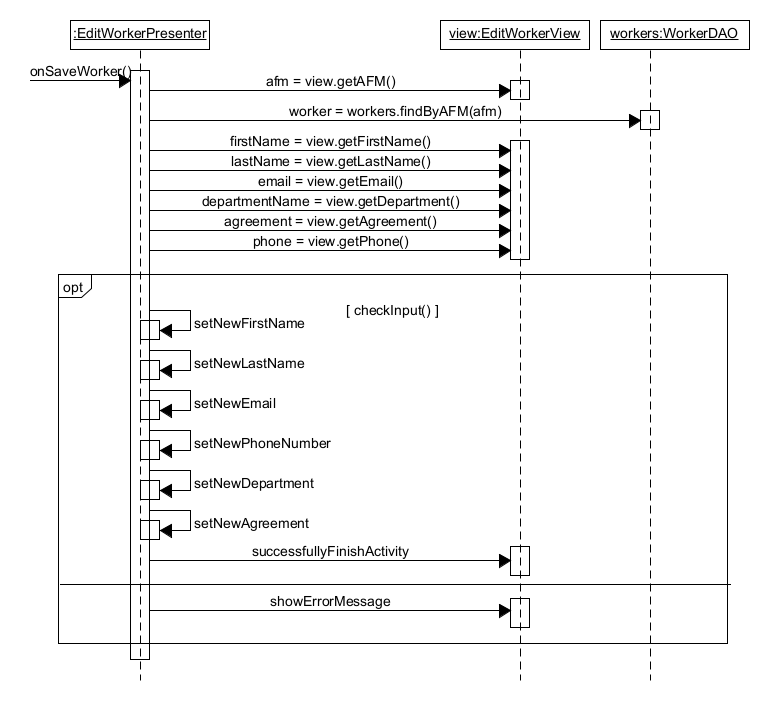 :EditWorkerPresenter
view:EditWorkerView
workers:WorkerDAO
onSaveWorker()
afm = view.getAFM()
worker = workers.findByAFM(afm)
firstName = view.getFirstName()
lastName = view.getLastName()
email = view.getEmail()
departmentName = view.getDepartment()
agreement = view.getAgreement()
phone = view.getPhone()
opt
[ checkInput() ]
setNewFirstName
setNewLastName
setNewEmail
setNewPhoneNumber
setNewDepartment
setNewAgreement
successfullyFinishActivity
showErrorMessage